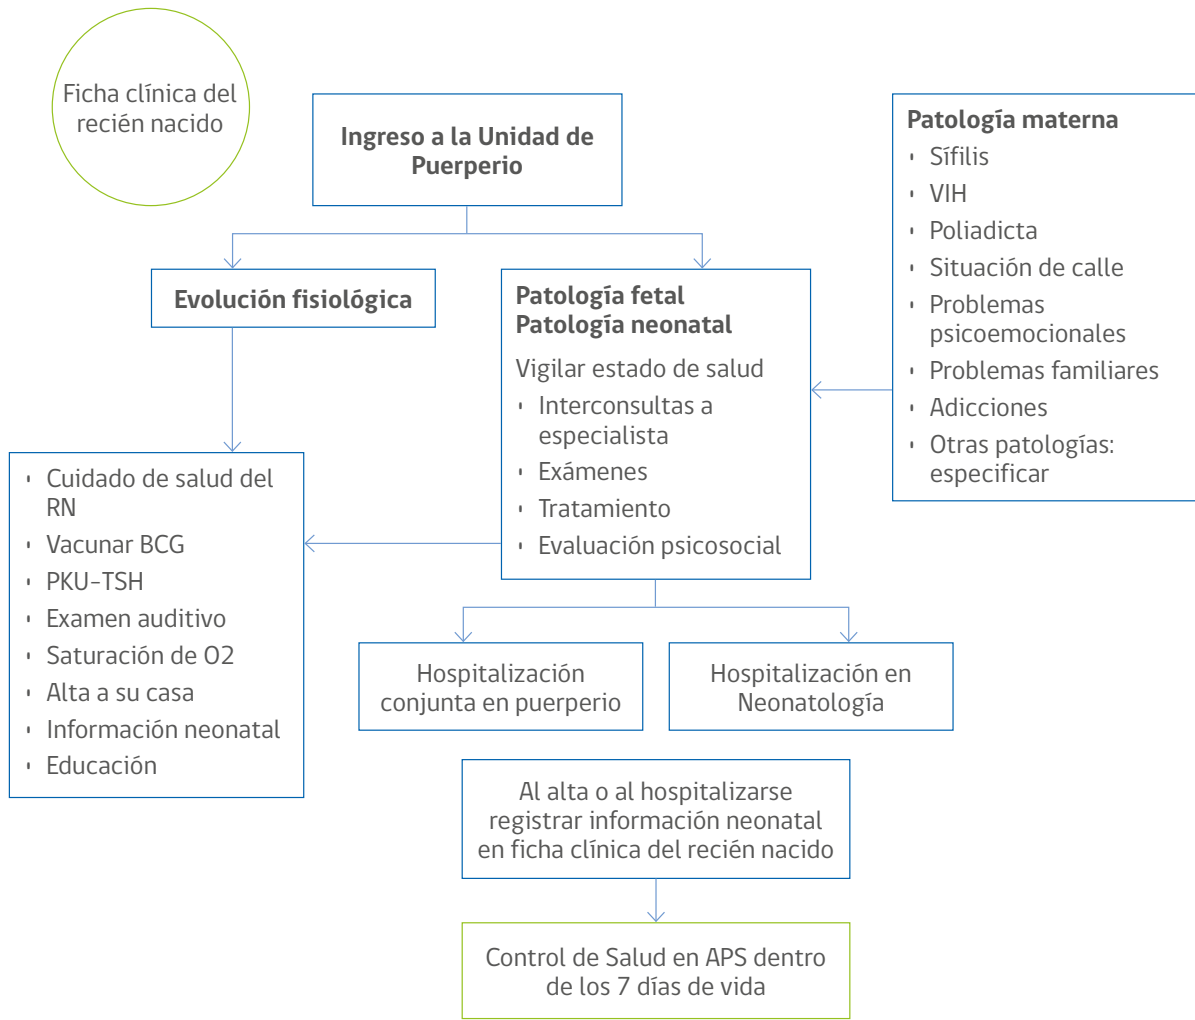 Ficha clínica del
recién nacido
Ingreso a la Unidad de
Puerperio
Patología materna
Sífilis
VIH
Poliadicta
Situación de calle
Problemas
psicoemocionales
Problemas familiares
Adicciones
Otras patologías:
especificar
Evolución fisiológica
Patología fetal
Patología neonatal
Vigilar estado de salud
Interconsultas a
especialista
Exámenes
Tratamiento
Evaluación psicosocial
Cuidado de salud del
RN
Vacunar BCG
PKU-TSH
Examen auditivo
Saturación de O2
Alta a su casa
Información neonatal
Educación
Hospitalización
conjunta en puerperio
Hospitalización en
Neonatología
Al alta o al hospitalizarse
registrar información neonatal
en ficha clínica del recién nacido
Control de Salud en APS dentro
de los 7 días de vida